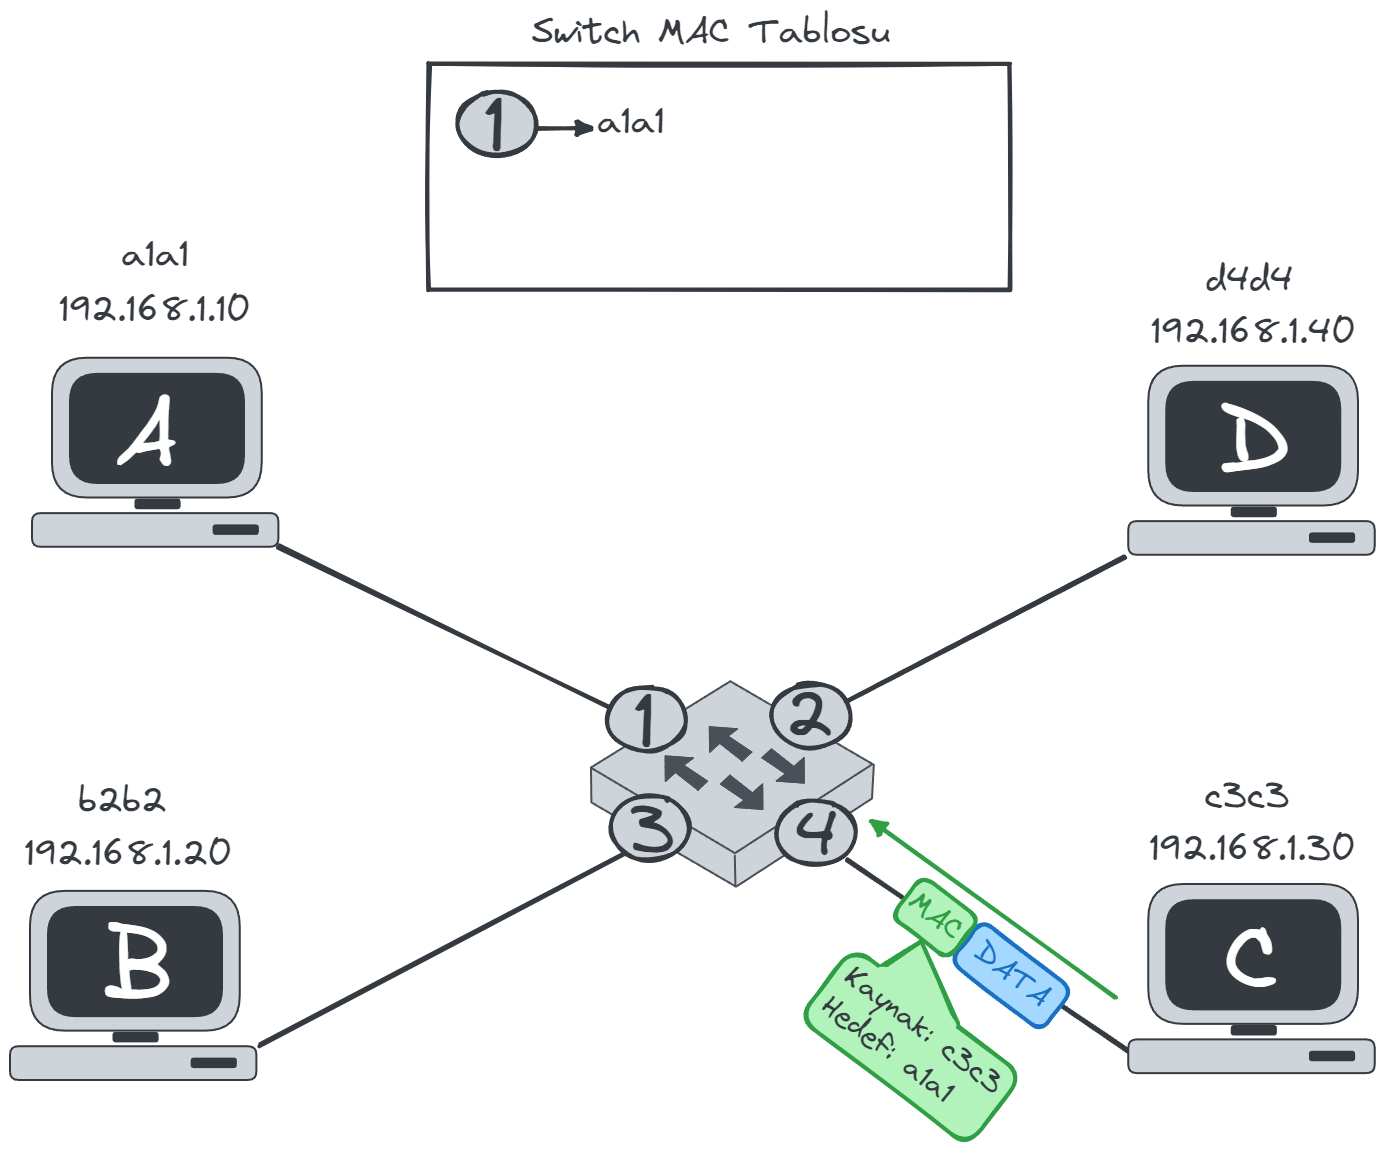 Switch MAC Tablosu
1
a1a1
a1a1
192.168.1.10
A
d4d4
192.168.1.40
D
1
2
3
4
b2b2
192.168.1.20
B
c3c3
192.168.1.30
C
MAC
DATA
Kaynak: c3c3
Hedef: a1a1